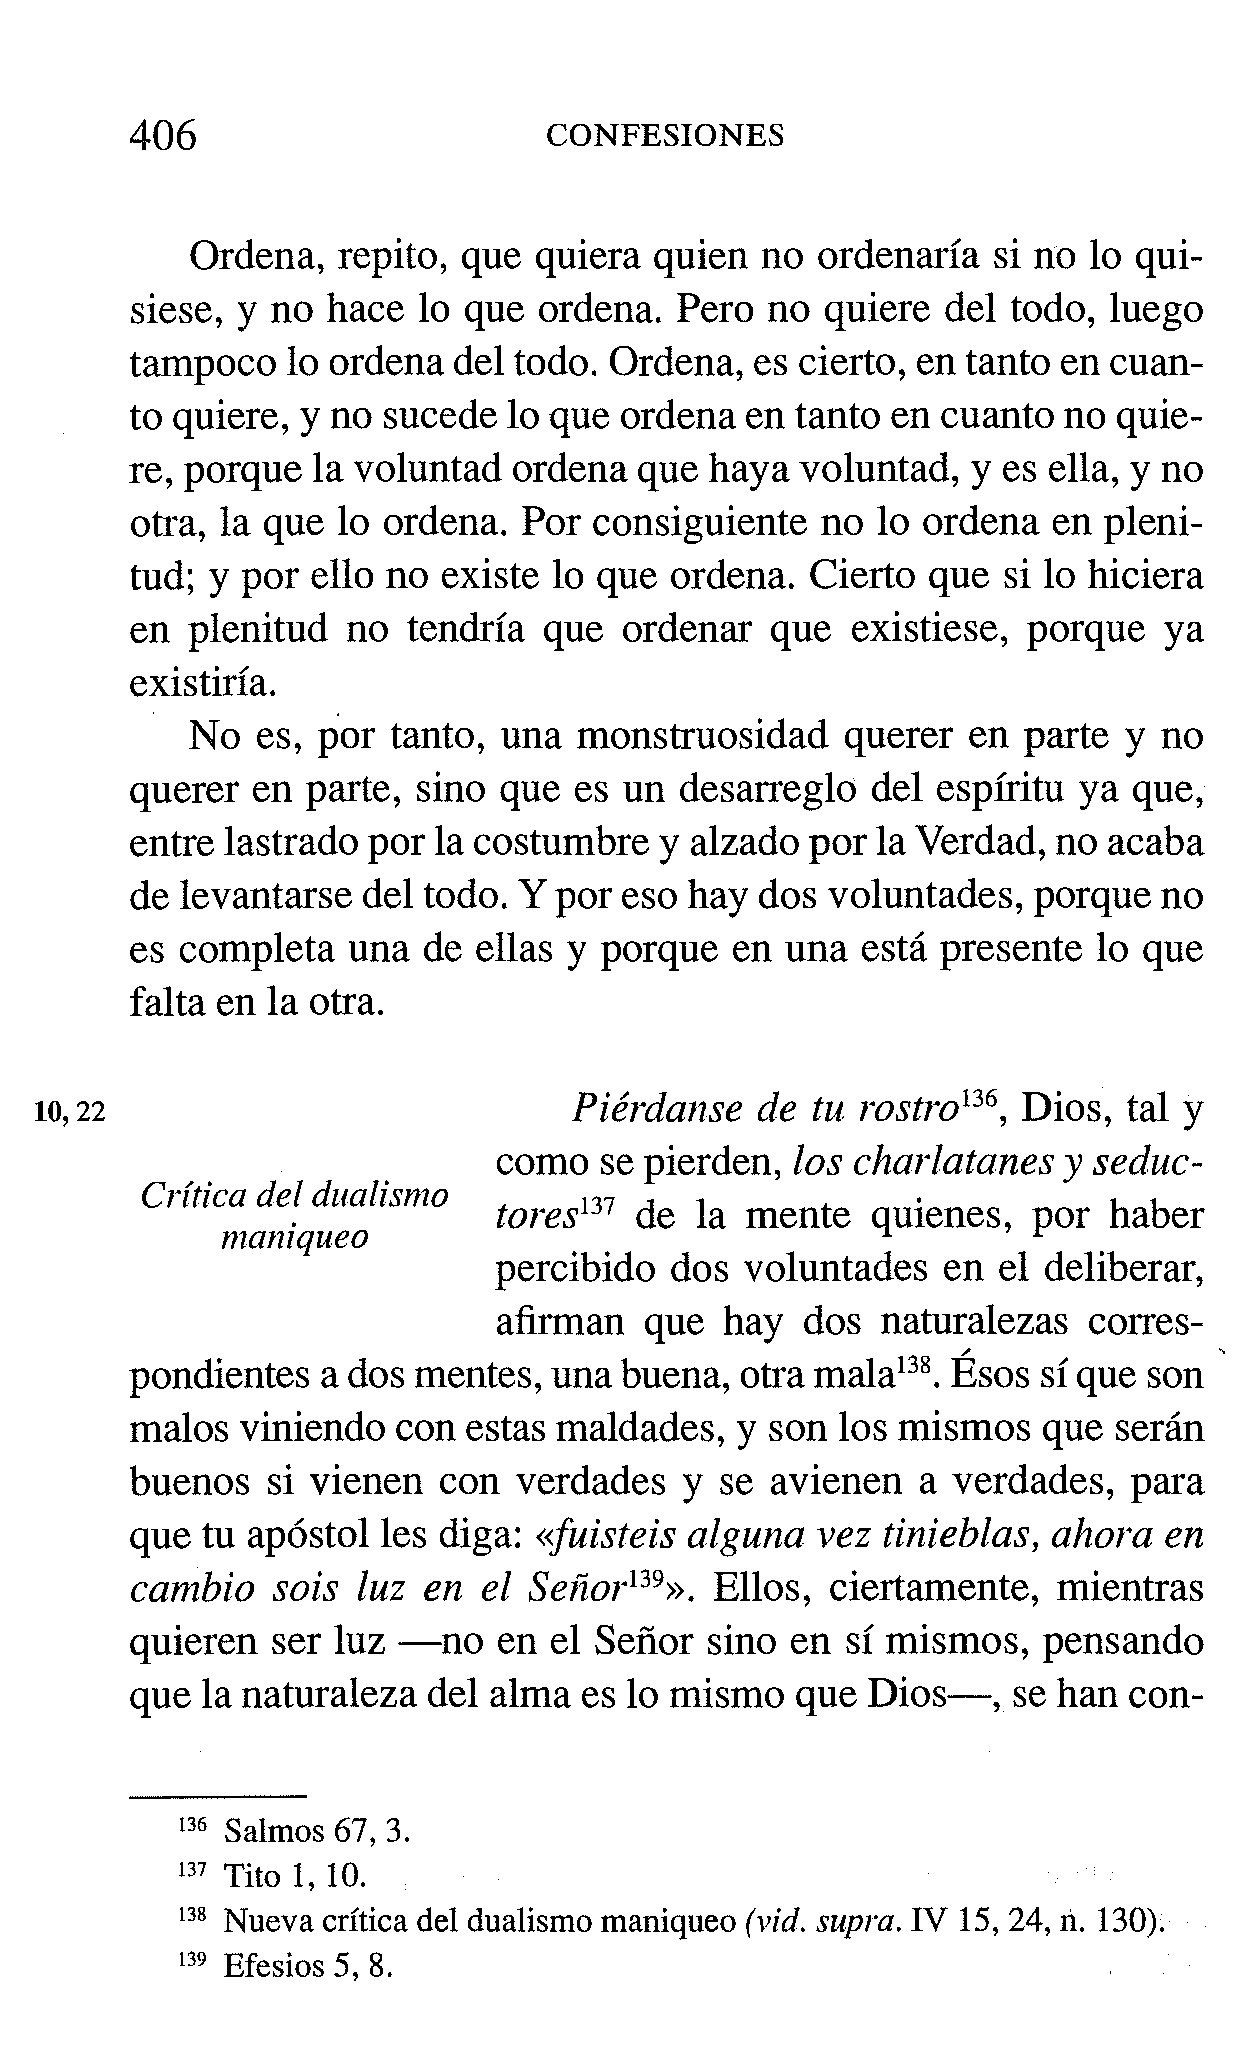 406 CONFESIONES
Ordena, repito, que quiera quien no ordenaría si no lo qui-
siese, y no hace lo que ordena. Pero no quiere del todo, luego
tampoco lo ordena del todo. Ordena, es cierto, en tanto en cuan-
to quiere, y no sucede lo que ordena en tanto en cuanto no quie-
re, porque la voluntad ordena que haya voluntad, y es ella, y no
otra, la que lo ordena. Por consiguiente no lo ordena en pleni-
tud; y por ello no existe lo que ordena. Cierto que si lo hiciera
en plenitud no tendría que ordenar que existiese, porque ya
existiría.
No es, por tanto, una monstruosidad querer en parte y no
querer en parte, sino que es un desarreglo del espíritu ya que,
entre lastrado por la costumbre y alzado por la Verdad, no acaba
de levantarse del todo. Y por eso hay dos voluntades, porque no
es completa una de ellas y porque en una está presente lo que
falta en la otra.
10, 22
Crítica del dualismo
maniqueo
Piérdanse de tu rostro¹³⁶, Dios, tal y
como se pierden, los charlatanes y seduc-
tores¹³⁷ de la mente quienes, por haber
percibido dos voluntades en el deliberar,
afirman que hay dos naturalezas corres-
pondientes a dos mentes, una buena, otra mala¹³⁸. Ésos sí que son
malos viniendo con estas maldades, y son los mismos que serán
buenos si vienen con verdades y se avienen a verdades, para
que tu apóstol les diga: «fuisteis alguna vez tinieblas, ahora en
cambio sois luz en el Señor¹³⁹». Ellos, ciertamente, mientras
quieren ser luz —no en el Señor sino en sí mismos, pensando
que la naturaleza del alma es lo mismo que Dios—, se han con-
¹³⁶ Salmos 67, 3.
¹³⁷ Tito 1, 10.
¹³⁸ Nueva crítica del dualismo maniqueo (vid. supra. IV 15, 24, n. 130).
¹³⁹ Efesios 5, 8.